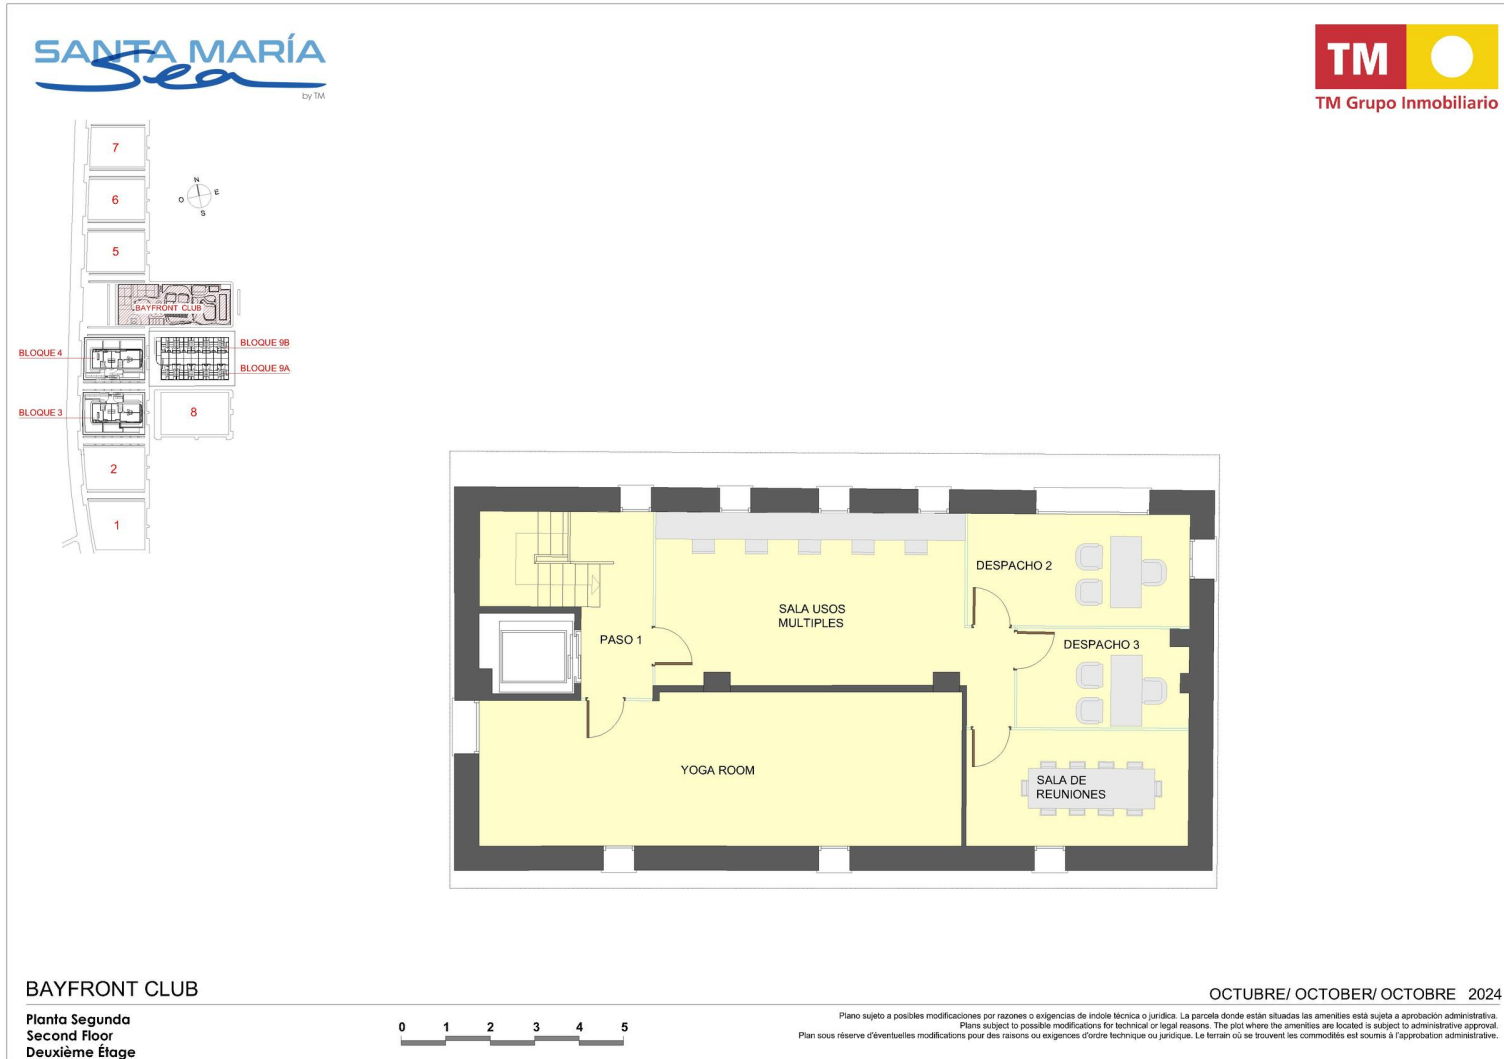 SANTA MARÍA
Sea
by TM
TM
TM Grupo Inmobiliario
7
6
5
N
E
S
O
BAYFRONT CLUB
BLOQUE 4
BLOQUE 9B
BLOQUE 9A
BLOQUE 3
8
2
1
DESPACHO 2
SALA USOS
MULTIPLES
PASO 1
DESPACHO 3
YOGA ROOM
SALA DE
REUNIONES
BAYFRONT CLUB
OCTUBRE/ OCTOBER/ OCTOBRE 2024
Planta Segunda
Second Floor
Deuxième Étage
0 1 2 3 4 5
Plano sujeto a posibles modificaciones por razones o exigencias de indole técnica o jurídica. La parcela donde están situadas las amenities está sujeta a aprobación administrativa.
Plans subject to possible modifications for technical or legal reasons. The plot where the amenities are located is subject to administrative approval.
Plan sous réserve d'éventuelles modifications pour des raisons ou exigences d'ordre technique ou juridique. Le terrain où se trouvent les commodités est soumis à l'approbation administrative.